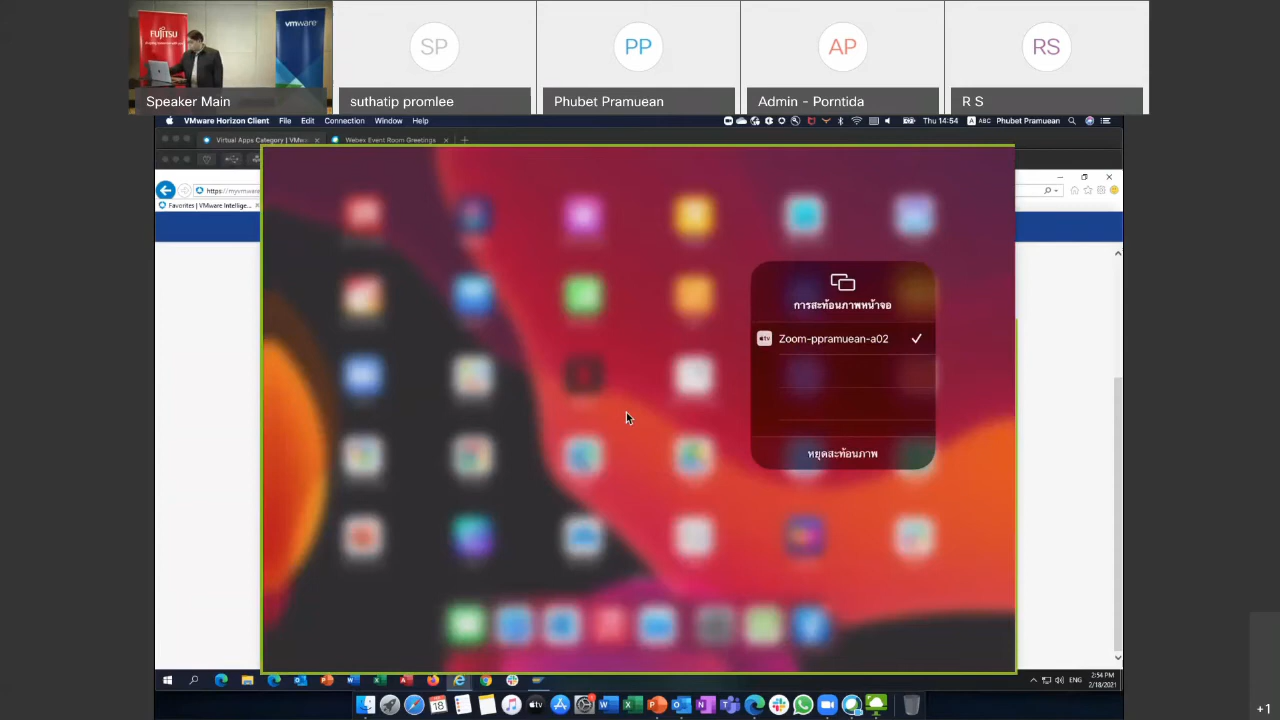 FUJITSU
vmware
SP
PP
AP
RS
Speaker Main
suthatip promlee
Phubet Pramuean
Admin - Porntida
R S
VMware Horizon Client File Edit Connection Window Help
Thu 14:54 A ABC Phubet Pramuean
Virtual Apps Category | VMw
Webex Event Room Greetings
https://myvmware
Favorites | VMware Intellige...
การสะท้อนภาพหน้าจอ
Zoom-ppramuean-a02
หยุดสะท้อนภาพ
ENG
2:54 PM
2/18/2021
18
+1